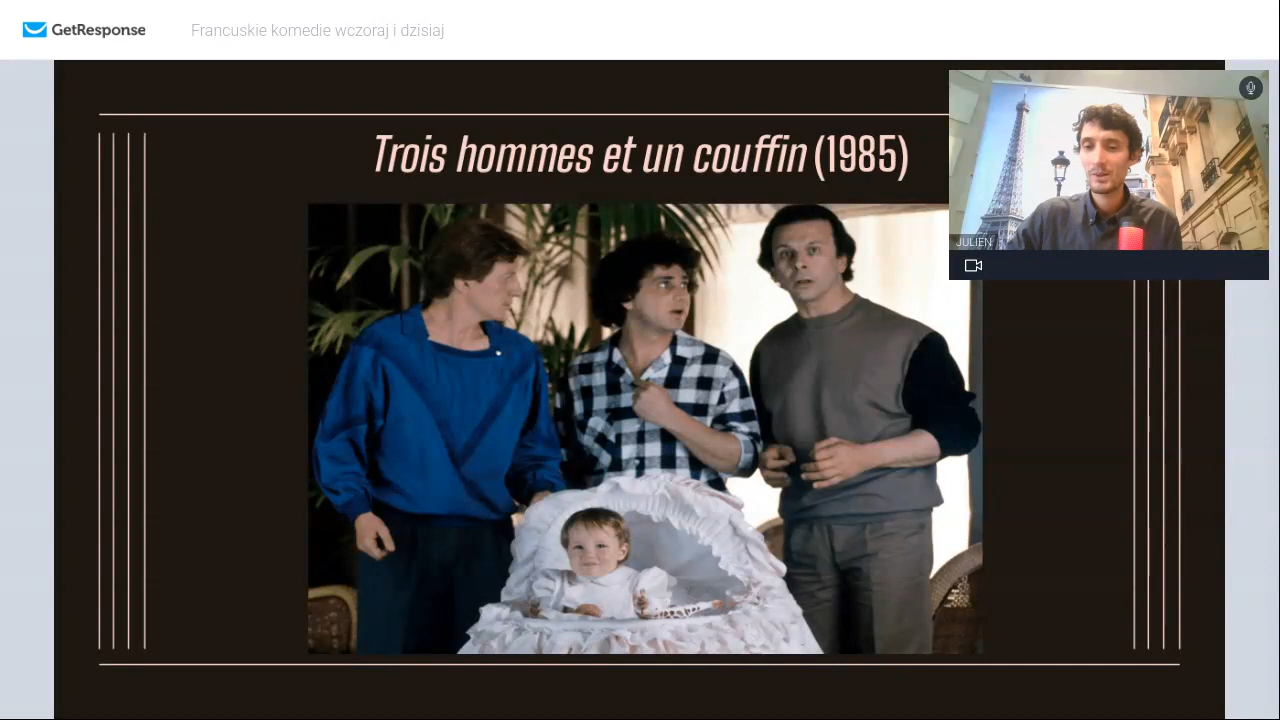 GetResponse
Francuskie komedie wczoraj i dzisiaj
Trois hommes et un couffin (1985)
JULIEN